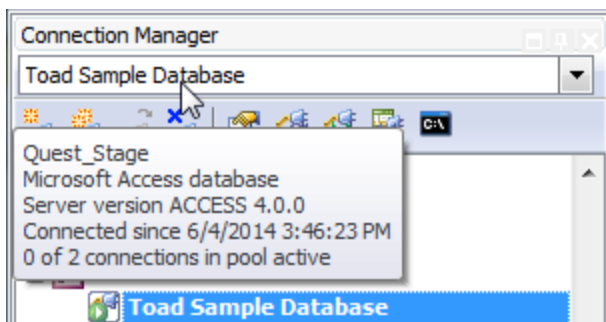 Connection Manager
Toad Sample Database
C:\
Quest_Stage
Microsoft Access database
Server version ACCESS 4.0.0
Connected since 6/4/2014 3:46:23 PM
0 of 2 connections in pool active
Toad Sample Database